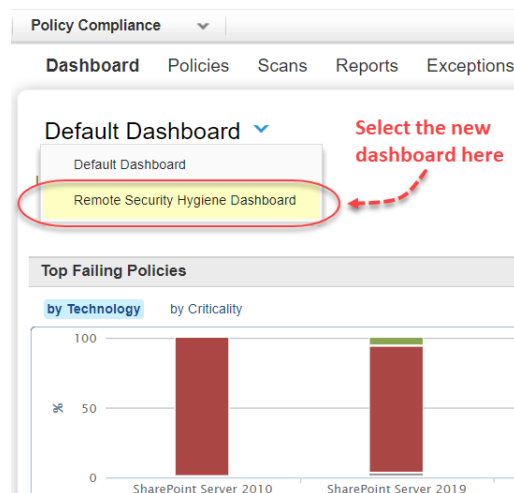 Policy Compliance
Dashboard Policies Scans Reports Exceptions
Default Dashboard
Select the new
dashboard here
Default Dashboard
Remote Security Hygiene Dashboard
Top Failing Policies
by Technology by Criticality
100
%
50
0
SharePoint Server 2010 SharePoint Server 2019